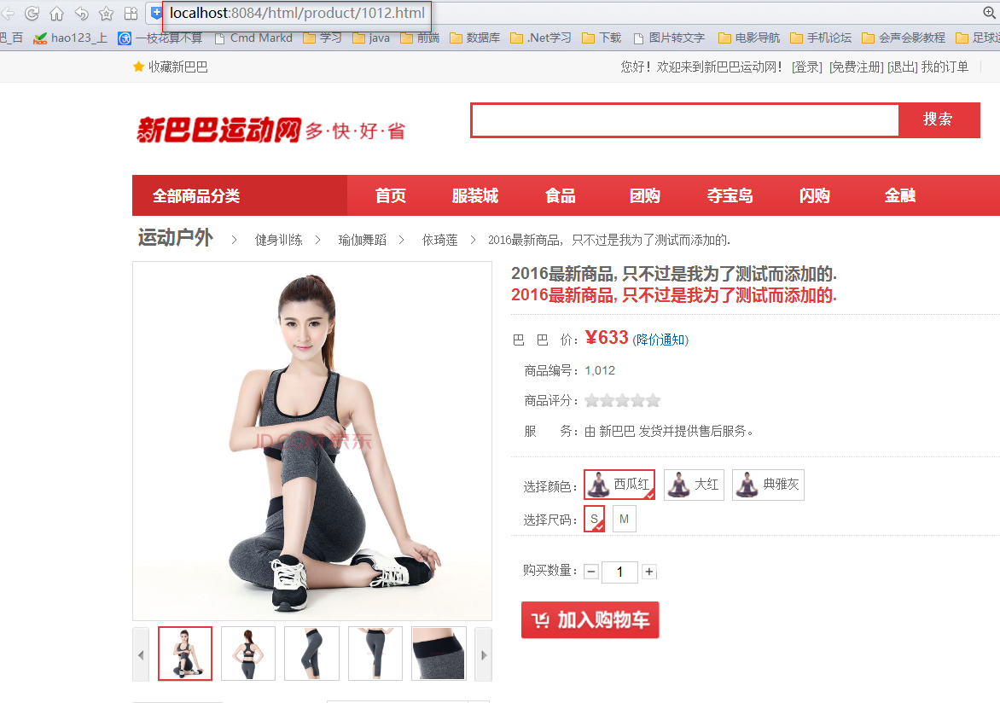 localhost:8084/html/product/1012.html
巴_百 hao123_上 一枝花算不算 Cmd Markd 学习 java 前端 数据库 .Net学习 下载 图片转文字 电影导航 手机论坛 会声会影教程 足球运
收藏新巴巴 您好！欢迎来到新巴巴运动网！ [登录] [免费注册] [退出] 我的订单
新巴巴运动网 多·快·好·省 搜索
全部商品分类 首页 服装城 食品 团购 夺宝岛 闪购 金融
运动户外 > 健身训练 > 瑜伽舞蹈 > 依琦莲 > 2016最新商品，只不过是我为了测试而添加的.
2016最新商品, 只不过是我为了测试而添加的.
2016最新商品, 只不过是我为了测试而添加的.
巴 巴 价：¥633 (降价通知)
商品编号：1,012
商品评分：
服 务：由 新巴巴 发货并提供售后服务。
JD.COM 京东
选择颜色： 西瓜红 大红 典雅灰
选择尺码： S M
购买数量： − 1 +
加入购物车